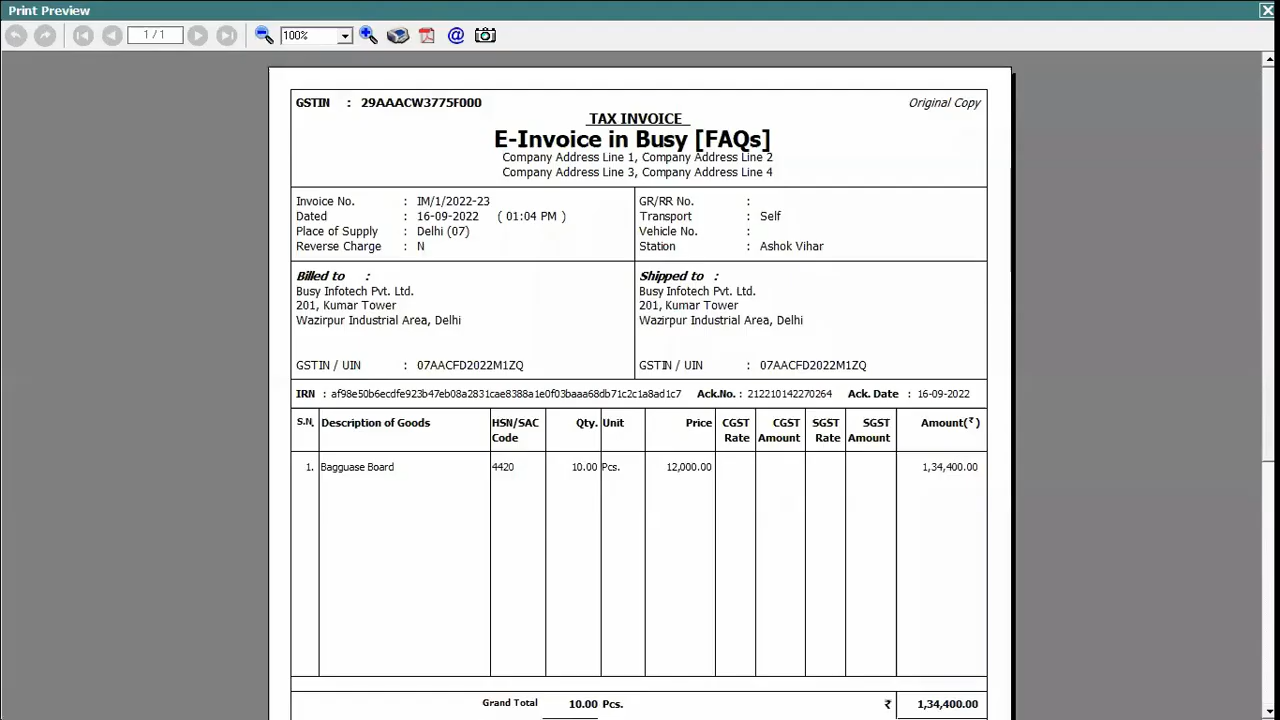 Print Preview
1 / 1
100%
GSTIN : 29AAACW3775F000 Original Copy
TAX INVOICE
E-Invoice in Busy [FAQs]
Company Address Line 1, Company Address Line 2
Company Address Line 3, Company Address Line 4
Invoice No. : IM/1/2022-23 GR/RR No. :
Dated : 16-09-2022 ( 01:04 PM ) Transport : Self
Place of Supply : Delhi (07) Vehicle No. :
Reverse Charge : N Station : Ashok Vihar
Billed to : Shipped to :
Busy Infotech Pvt. Ltd. Busy Infotech Pvt. Ltd.
201, Kumar Tower 201, Kumar Tower
Wazirpur Industrial Area, Delhi Wazirpur Industrial Area, Delhi
GSTIN / UIN : 07AACFD2022M1ZQ GSTIN / UIN : 07AACFD2022M1ZQ
IRN : af98e50b6ecdfe923b47eb08a2831cae8388a1e0f03baaa68db71c2c1a8ad1c7 Ack.No. : 212210142270264 Ack. Date : 16-09-2022
S.N. Description of Goods HSN/SAC Qty. Unit Price CGST CGST SGST SGST Amount(₹)
Code Rate Amount Rate Amount
1. Bagguase Board 4420 10.00 Pcs. 12,000.00 1,34,400.00
Grand Total 10.00 Pcs. ₹ 1,34,400.00